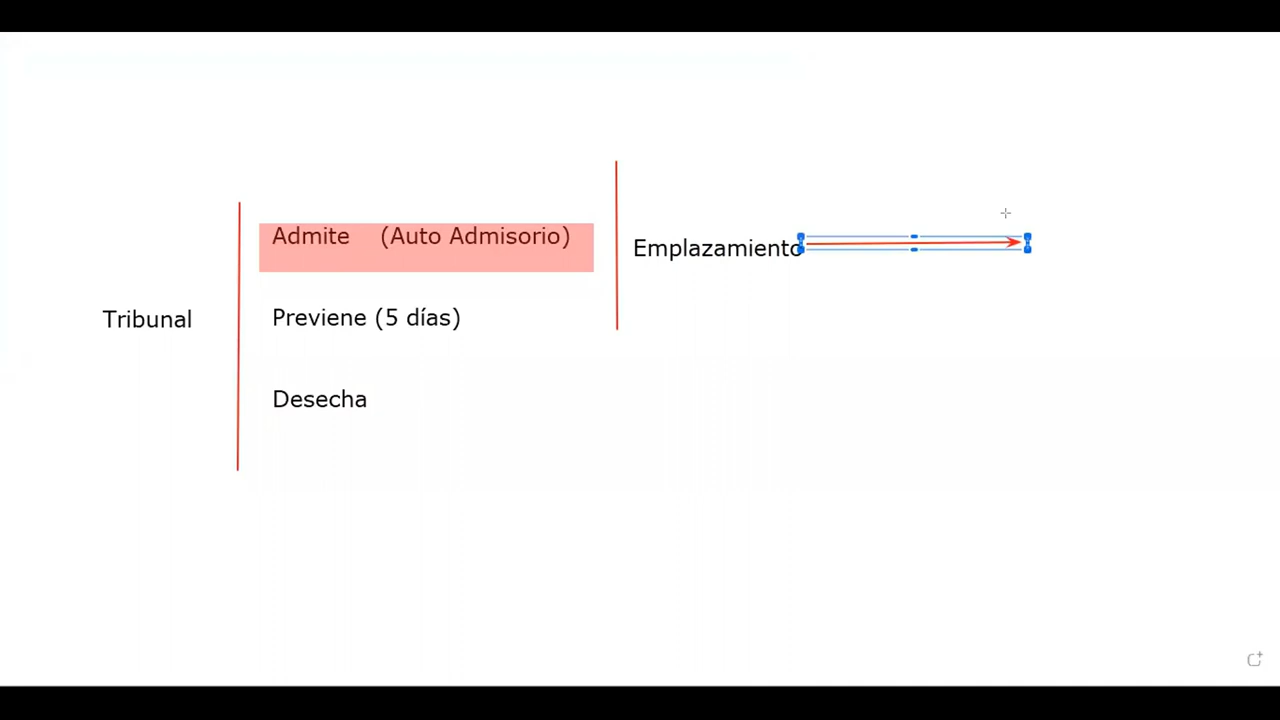 Admite (Auto Admisorio)
Emplazamiento
Previene (5 días)
Tribunal
Desecha